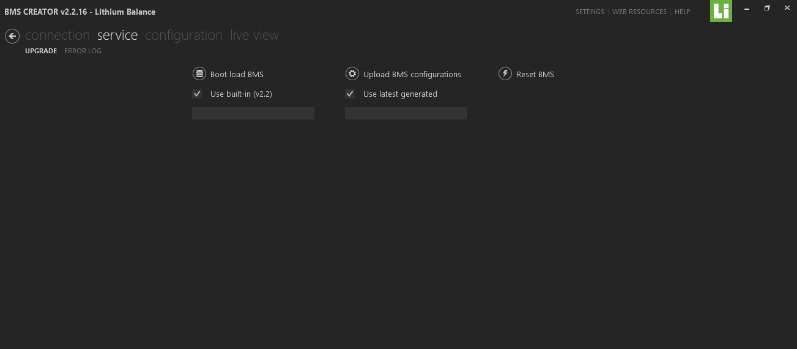 BMS CREATOR v2.2.16 - Lithium Balance
SETTINGS | WEB RESOURCES | HELP
Li
connection service configuration live view
UPGRADE ERROR LOG
Boot load BMS
Use built-in (v2.2)
Upload BMS configurations
Use latest generated
Reset BMS